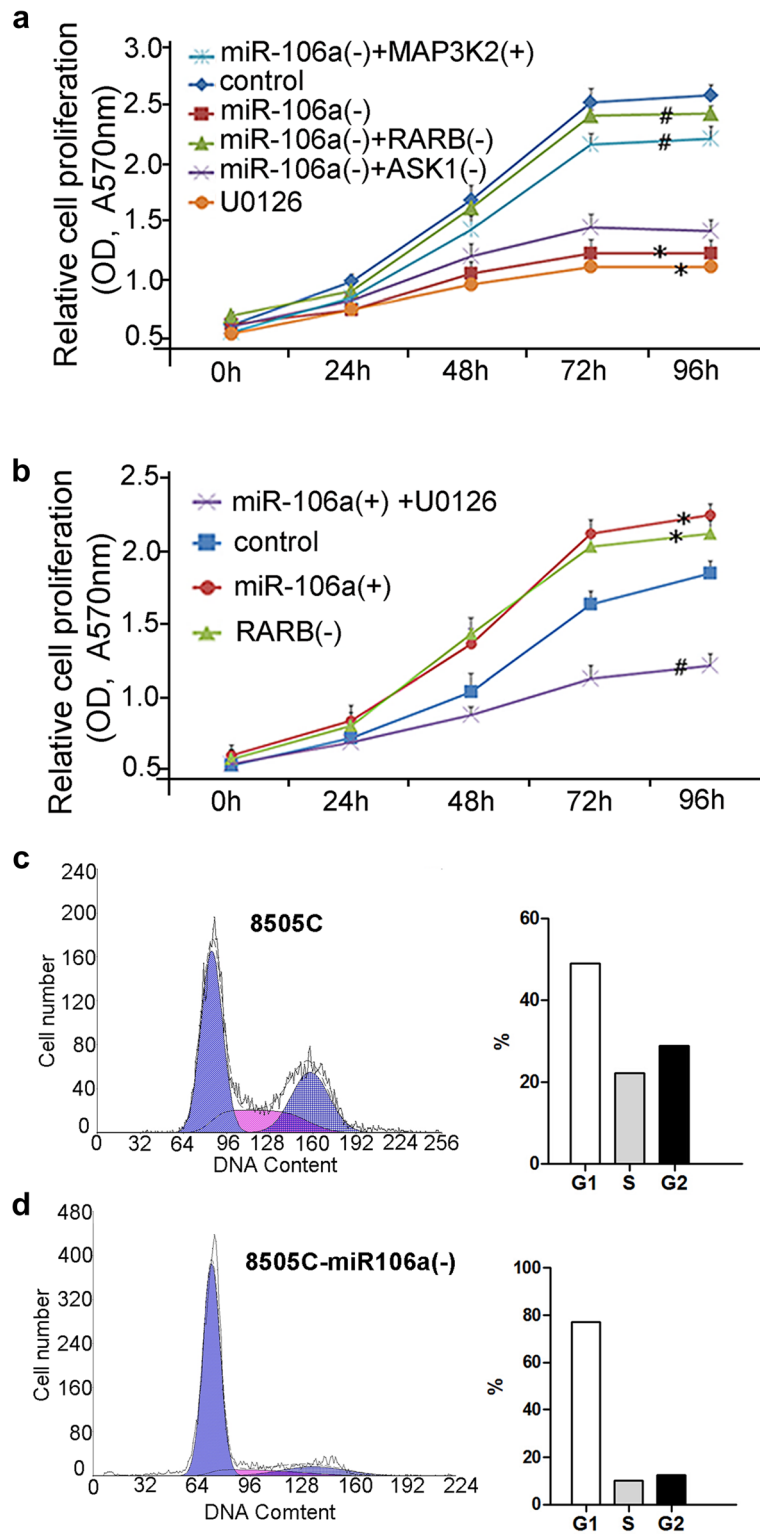 a
Relative cell proliferation
(OD, A570nm)
3.0
2.5
2.0
1.5
1.0
0.5
miR-106a(-)+MAP3K2(+)
control
miR-106a(-)
miR-106a(-)+RARB(-)
miR-106a(-)+ASK1(-)
U0126
#
#
*
*
0h 24h 48h 72h 96h
b
Relative cell proliferation
(OD, A570nm)
2.5
2.0
1.5
1.0
0.5
miR-106a(+) +U0126
control
miR-106a(+)
RARB(-)
*
*
#
0h 24h 48h 72h 96h
c
Cell number
240
200
160
120
80
40
0
8505C
0 32 64 96 128 160 192 224 256
DNA Content
%
60
40
20
0
G1 S G2
d
Cell number
480
400
320
240
160
80
0
8505C-miR106a(-)
0 32 64 96 128 160 192 224
DNA Comtent
%
100
80
60
40
20
0
G1 S G2